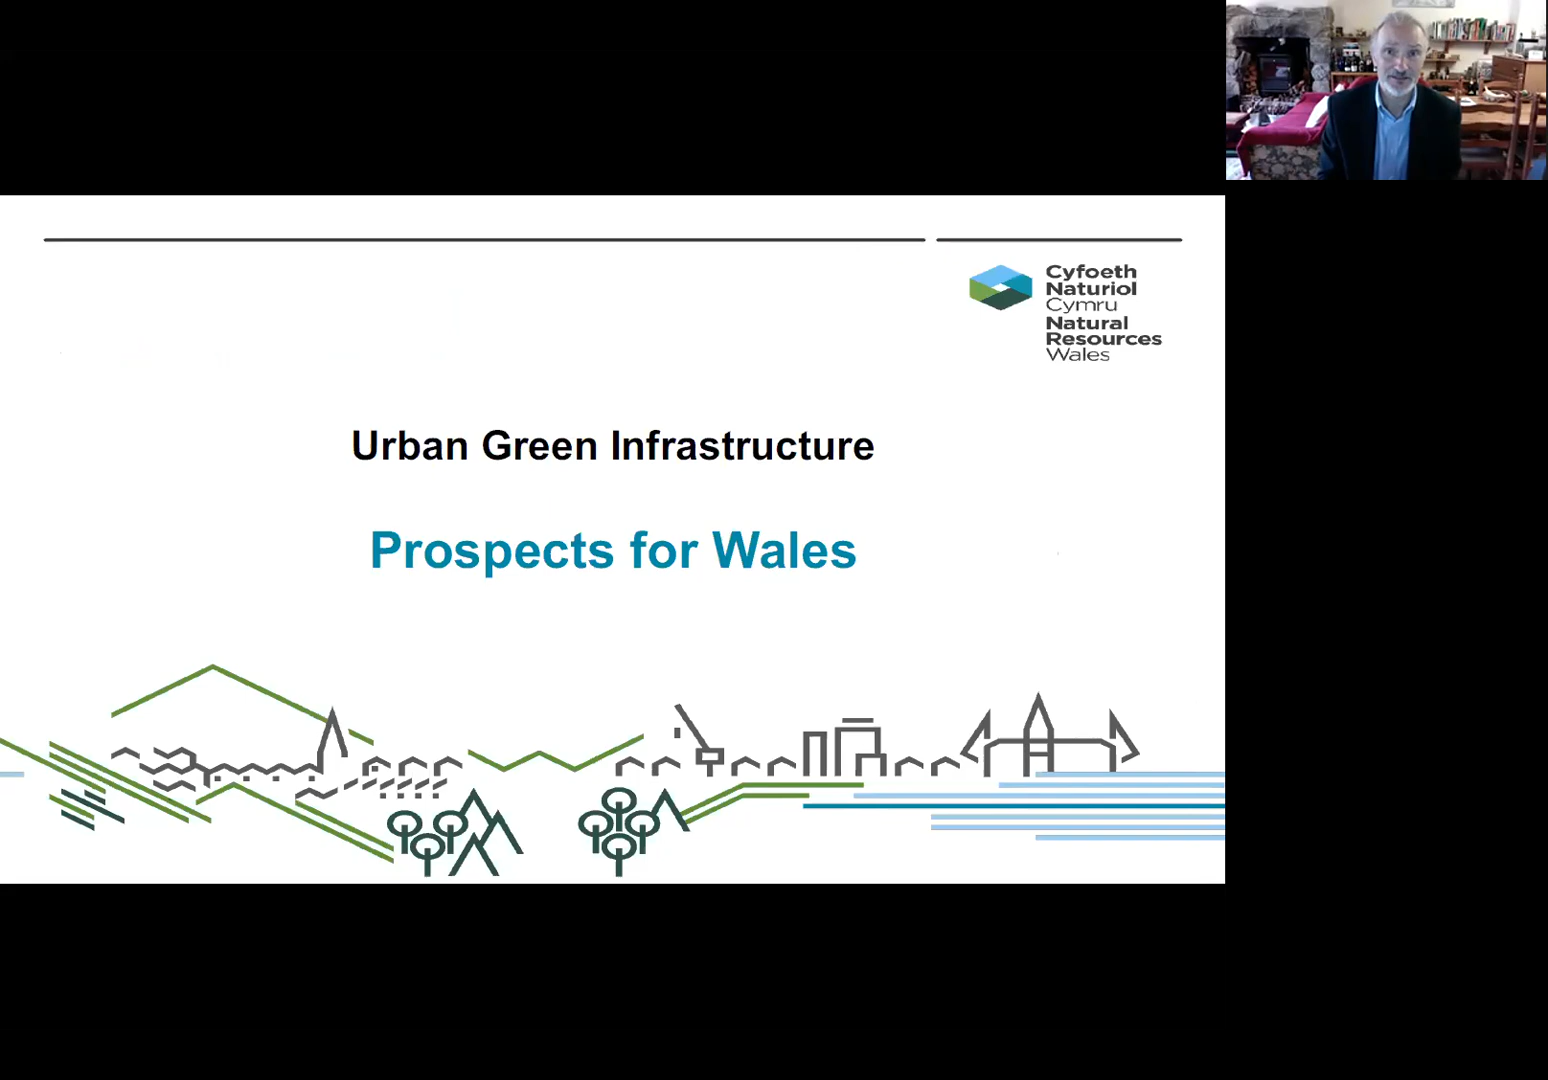 Cyfoeth
Naturiol
Cymru
Natural
Resources
Wales
Urban Green Infrastructure
Prospects for Wales